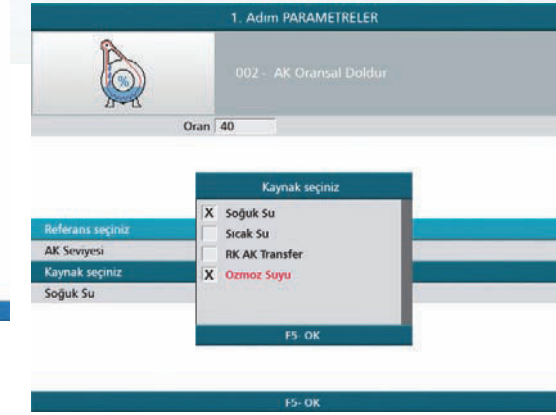 1. Adım PARAMETRELER
%
002 - AK Oransal Doldur
Oran 40
Kaynak seçiniz
X Soğuk Su
Sıcak Su
RK AK Transfer
X Ozmoz Suyu
F5- OK
Referans seçiniz
AK Seviyesi
Kaynak seçiniz
Soğuk Su
F5- OK